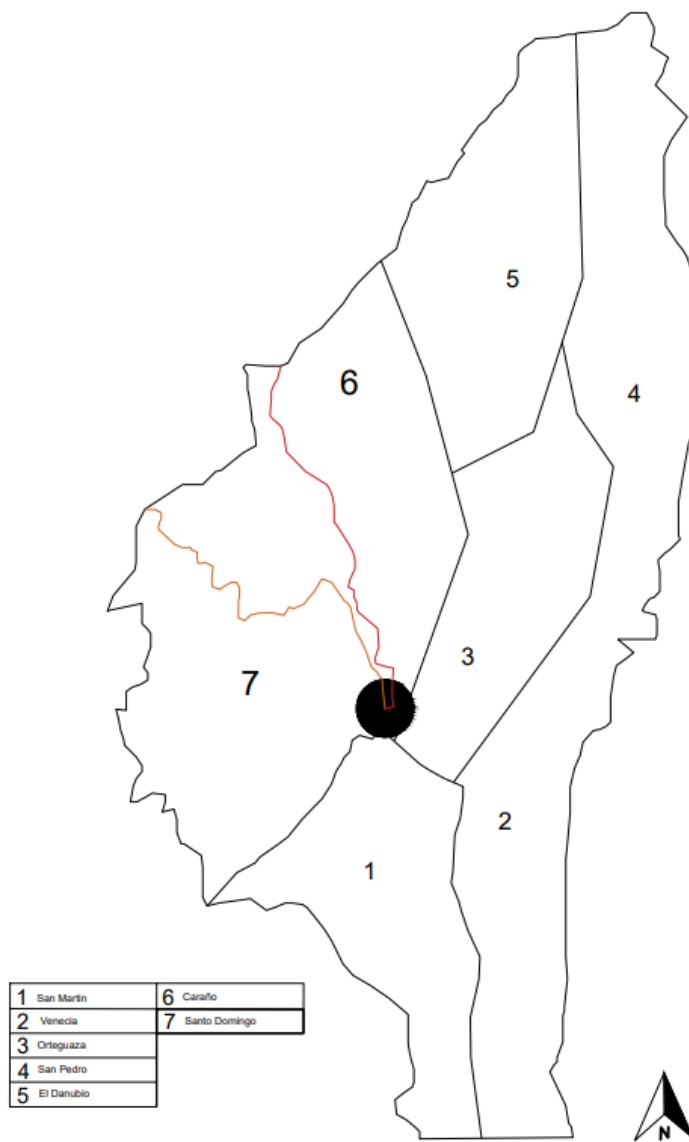 5
6
4
3
7
2
1
1 San Martin
6 Caraño
2 Venecia
7 Santo Domingo
3 Orteguaza
4 San Pedro
5 El Danubio
N